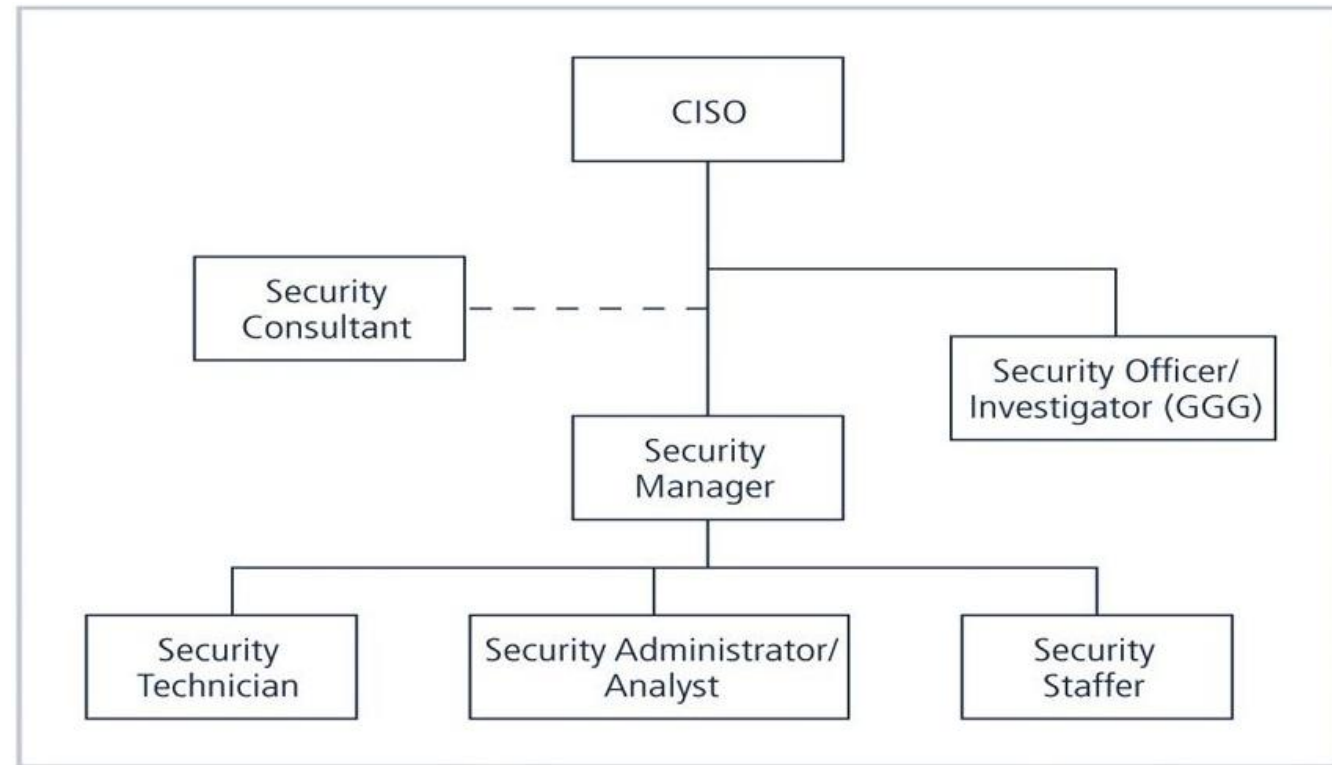 CISO
Security
Consultant
Security Officer/
Investigator (GGG)
Security
Manager
Security
Technician
Security Administrator/
Analyst
Security
Staffer